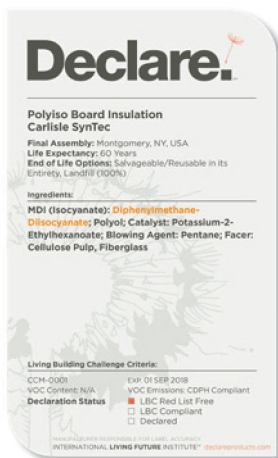 Declare.
Polyiso Board Insulation
Carlisle SynTec
Final Assembly: Montgomery, NY, USA
Life Expectancy: 60 Years
End of Life Options: Salvageable/Reusable in its
Entirety, Landfill (100%)
Ingredients:
MDI (Isocyanate): Diphenylmethane-
Diisocyanate; Polyol; Catalyst: Potassium-2-
Ethylhexanoate; Blowing Agent: Pentane; Facer:
Cellulose Pulp, Fiberglass
Living Building Challenge Criteria:
CCM-0001 EXP. 01 SEP 2018
VOC Content: N/A VOC Emissions: CDPH Compliant
Declaration Status LBC Red List Free
LBC Compliant
Declared
MANUFACTURER RESPONSIBLE FOR LABEL ACCURACY
INTERNATIONAL LIVING FUTURE INSTITUTE™ declareproducts.com